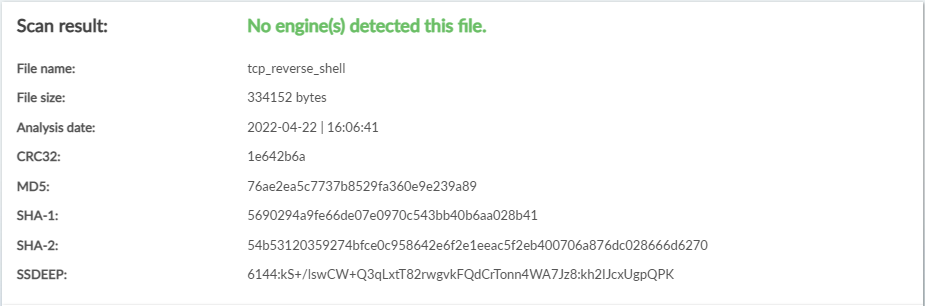 Scan result: No engine(s) detected this file.
File name: tcp_reverse_shell
File size: 334152 bytes
Analysis date: 2022-04-22 | 16:06:41
CRC32: 1e642b6a
MD5: 76ae2ea5c7737b8529fa360e9e239a89
SHA-1: 5690294a9fe66de07e0970c543bb40b6aa028b41
SHA-2: 54b53120359274bfce0c958642e6f2e1eeac5f2eb400706a876dc028666d6270
SSDEEP: 6144:kS+/lswCW+Q3qLxtT82rwgvkFQdCrTonn4WA7Jz8:kh2IJcxUgpQPK